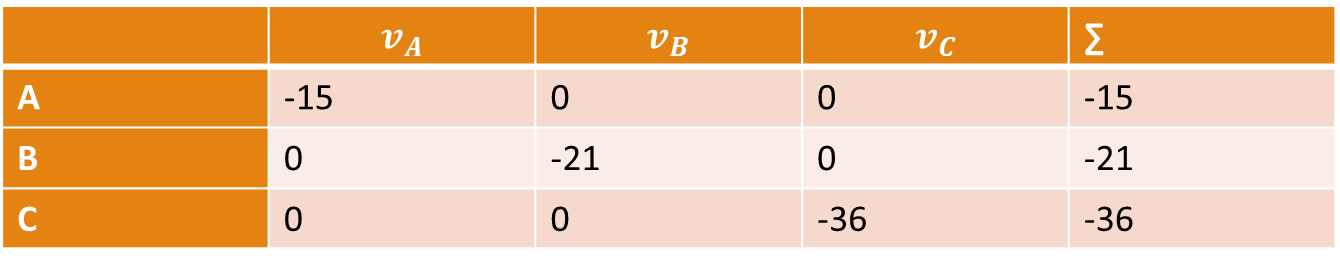 v_A v_B v_C Σ
A -15 0 0 -15
B 0 -21 0 -21
C 0 0 -36 -36